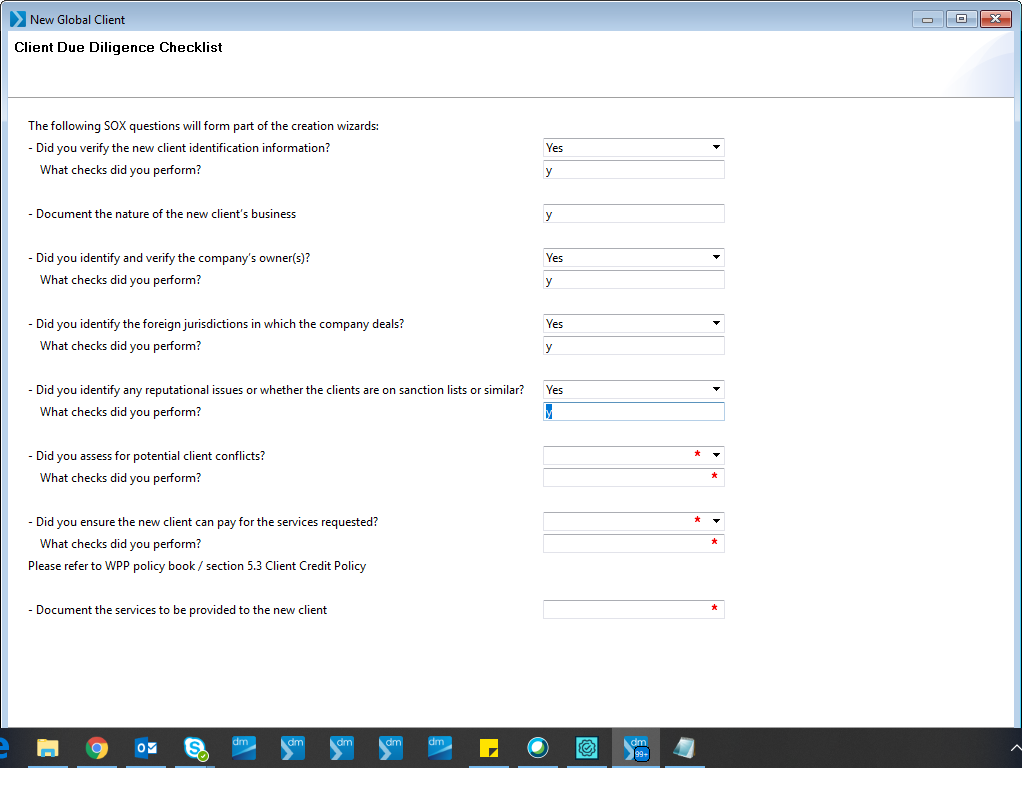 New Global Client
Client Due Diligence Checklist
The following SOX questions will form part of the creation wizards:
- Did you verify the new client identification information? Yes
What checks did you perform? y
- Document the nature of the new client's business y
- Did you identify and verify the company's owner(s)? Yes
What checks did you perform? y
- Did you identify the foreign jurisdictions in which the company deals? Yes
What checks did you perform? y
- Did you identify any reputational issues or whether the clients are on sanction lists or similar? Yes
What checks did you perform? y
- Did you assess for potential client conflicts? *
What checks did you perform? *
- Did you ensure the new client can pay for the services requested? *
What checks did you perform? *
Please refer to WPP policy book / section 5.3 Client Credit Policy
- Document the services to be provided to the new client *
dm dm dm dm dm dm 99+